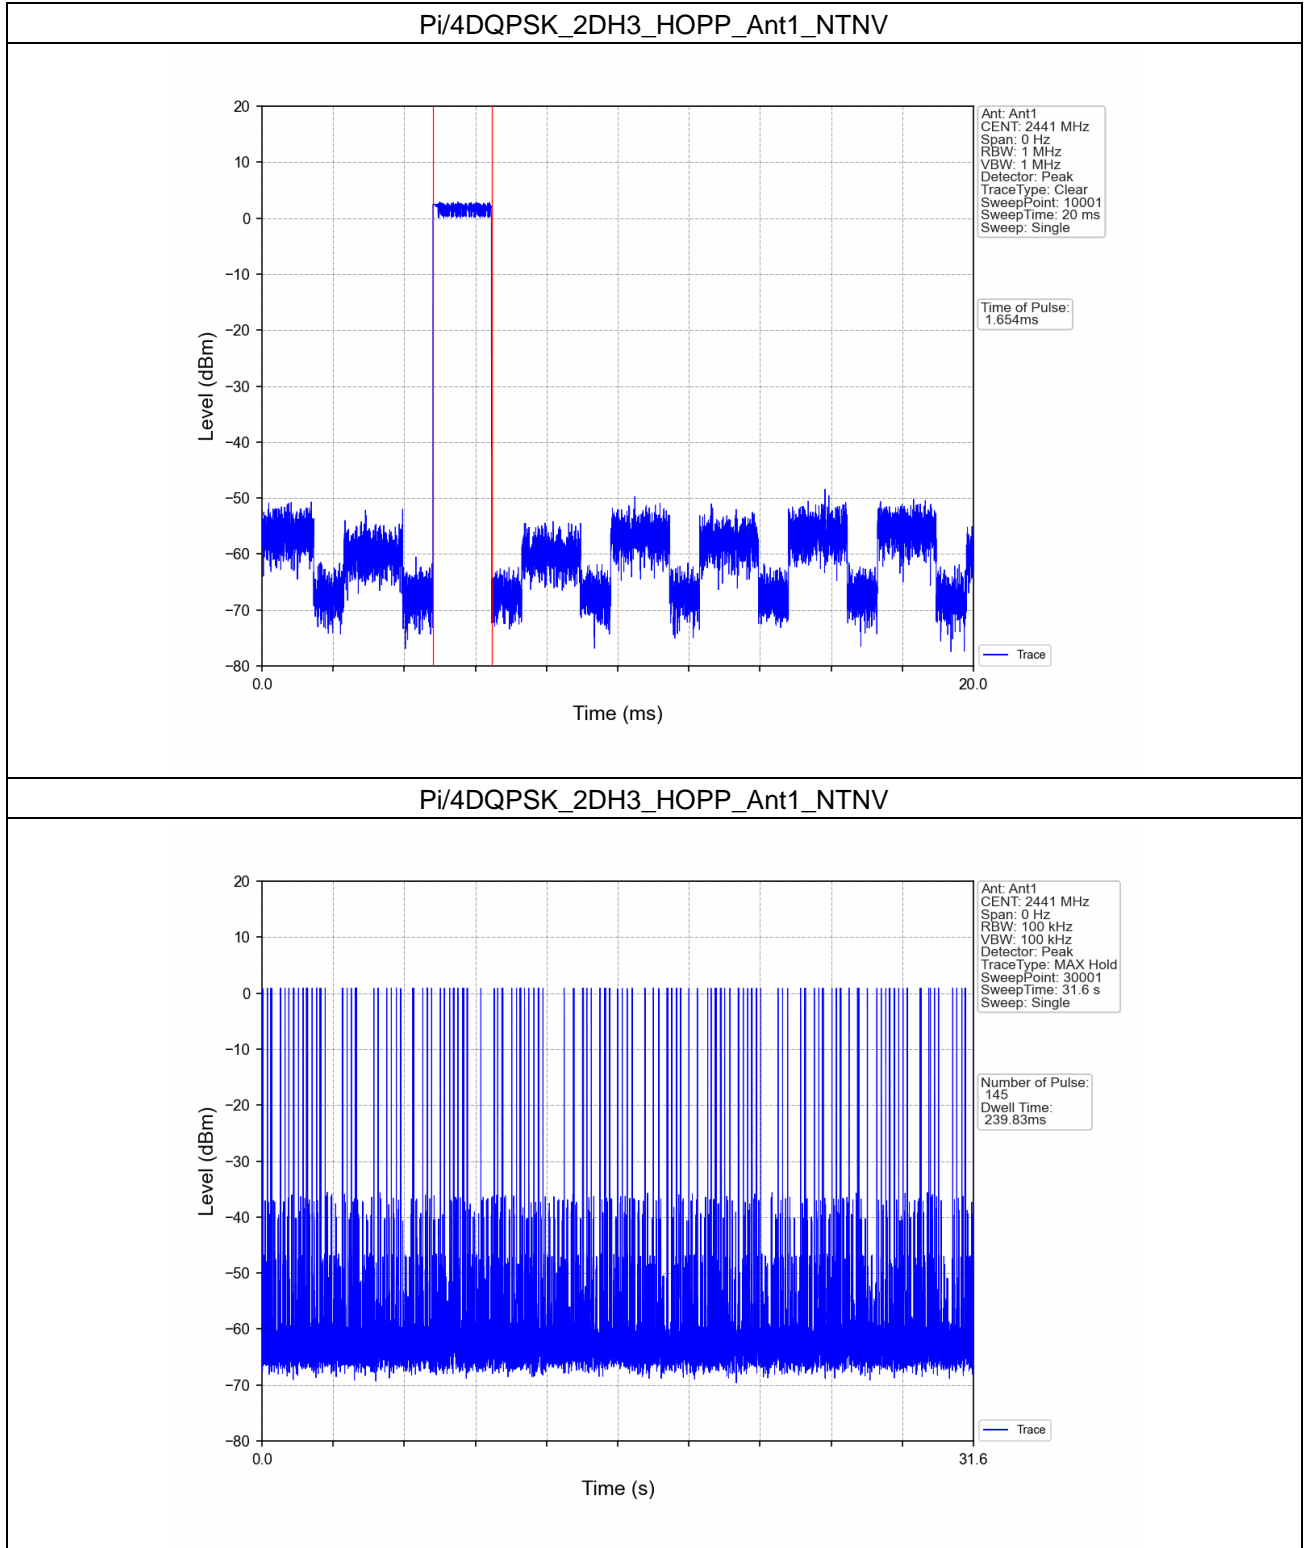 Pi/4DQPSK_2DH3_HOPP_Ant1_NTNV
20
10
0
−10
−20
−30
−40
−50
−60
−70
−80
Level (dBm)
0.0
20.0
Time (ms)
Ant: Ant1
CENT: 2441 MHz
Span: 0 Hz
RBW: 1 MHz
VBW: 1 MHz
Detector: Peak
TraceType: Clear
SweepPoint: 10001
SweepTime: 20 ms
Sweep: Single
Time of Pulse:
1.654ms
Trace
Pi/4DQPSK_2DH3_HOPP_Ant1_NTNV
20
10
0
−10
−20
−30
−40
−50
−60
−70
−80
Level (dBm)
0.0
31.6
Time (s)
Ant: Ant1
CENT: 2441 MHz
Span: 0 Hz
RBW: 100 kHz
VBW: 100 kHz
Detector: Peak
TraceType: MAX Hold
SweepPoint: 30001
SweepTime: 31.6 s
Sweep: Single
Number of Pulse:
145
Dwell Time:
239.83ms
Trace